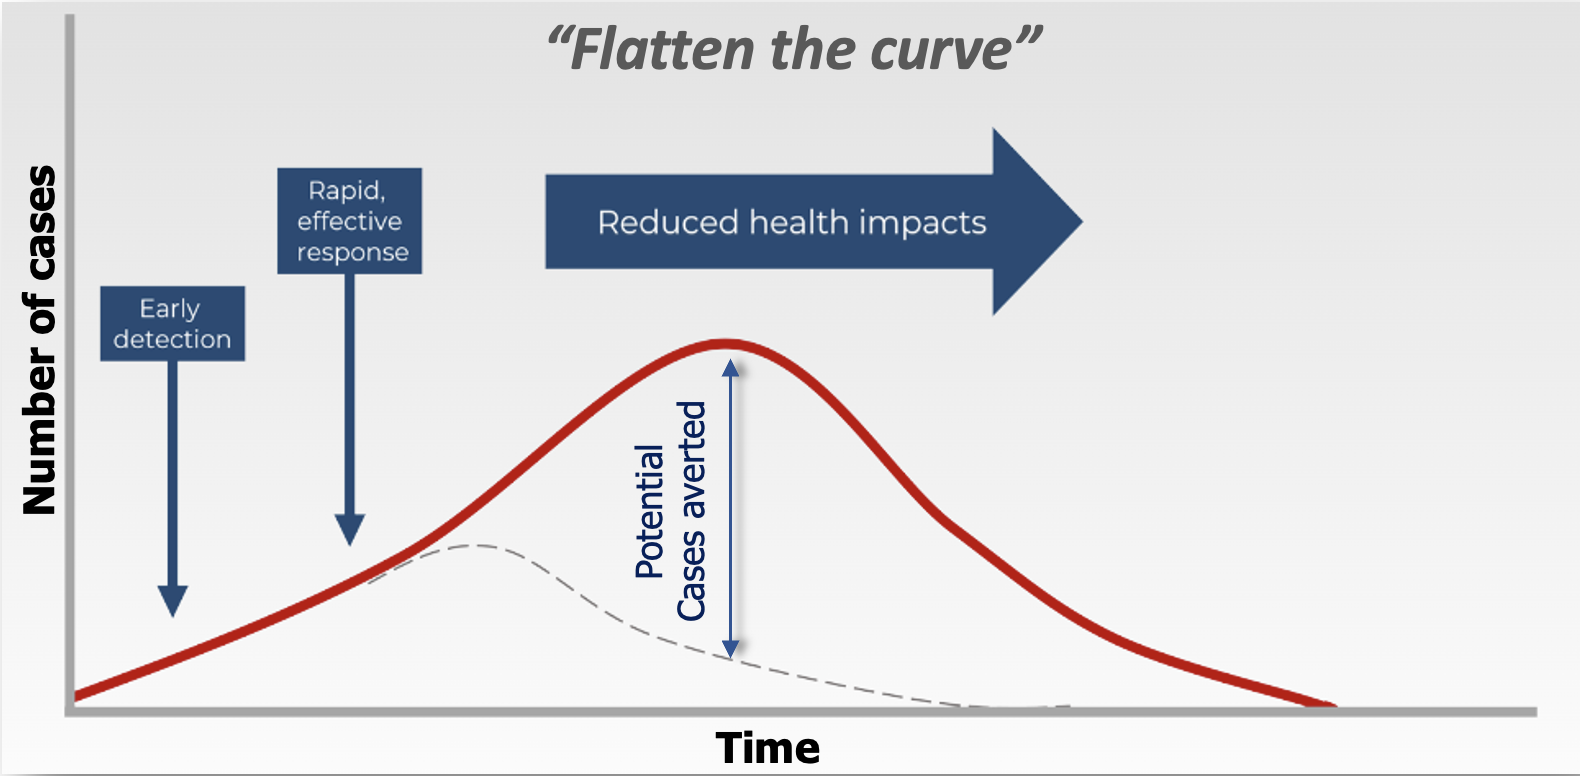 “Flatten the curve”
Rapid,
effective
response
Reduced health impacts
Early
detection
Number of cases
Potential
Cases averted
Time